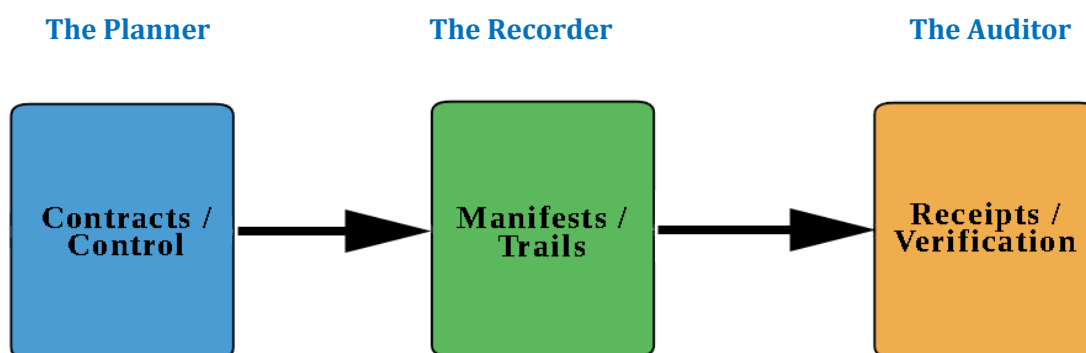 The Planner
The Recorder
The Auditor
Contracts /
Control
Manifests /
Trails
Receipts /
Verification